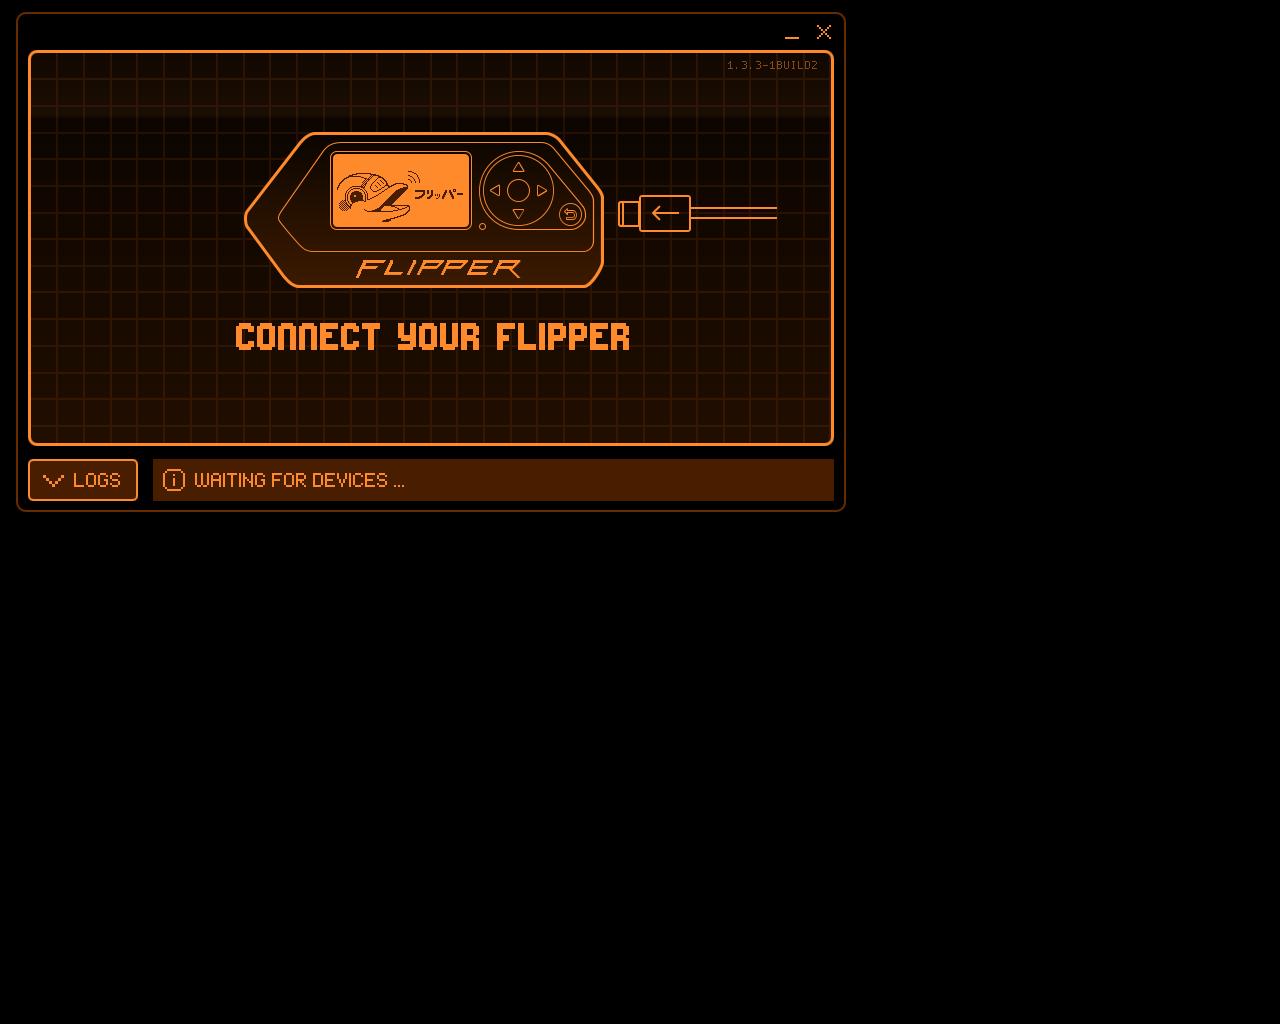 1.3.3-1BUILD2
フリッパー
FLIPPER
CONNECT YOUR FLIPPER
LOGS
WAITING FOR DEVICES ...